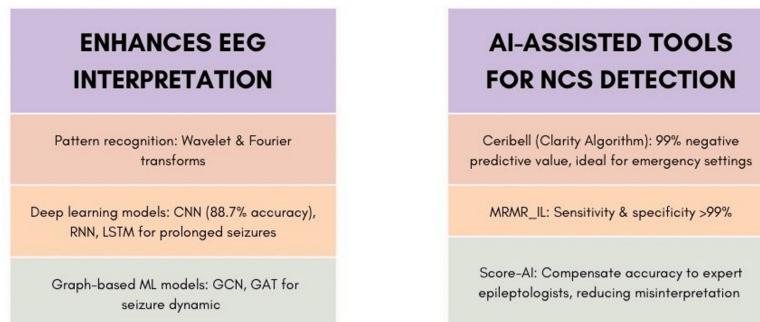 ENHANCES EEG
INTERPRETATION
Pattern recognition: Wavelet & Fourier
transforms
Deep learning models: CNN (88.7% accuracy),
RNN, LSTM for prolonged seizures
Graph-based ML models: GCN, GAT for
seizure dynamic
AI-ASSISTED TOOLS
FOR NCS DETECTION
Ceribell (Clarity Algorithm): 99% negative
predictive value, ideal for emergency settings
MRMR_IL: Sensitivity & specificity >99%
Score-AI: Compensate accuracy to expert
epileptologists, reducing misinterpretation